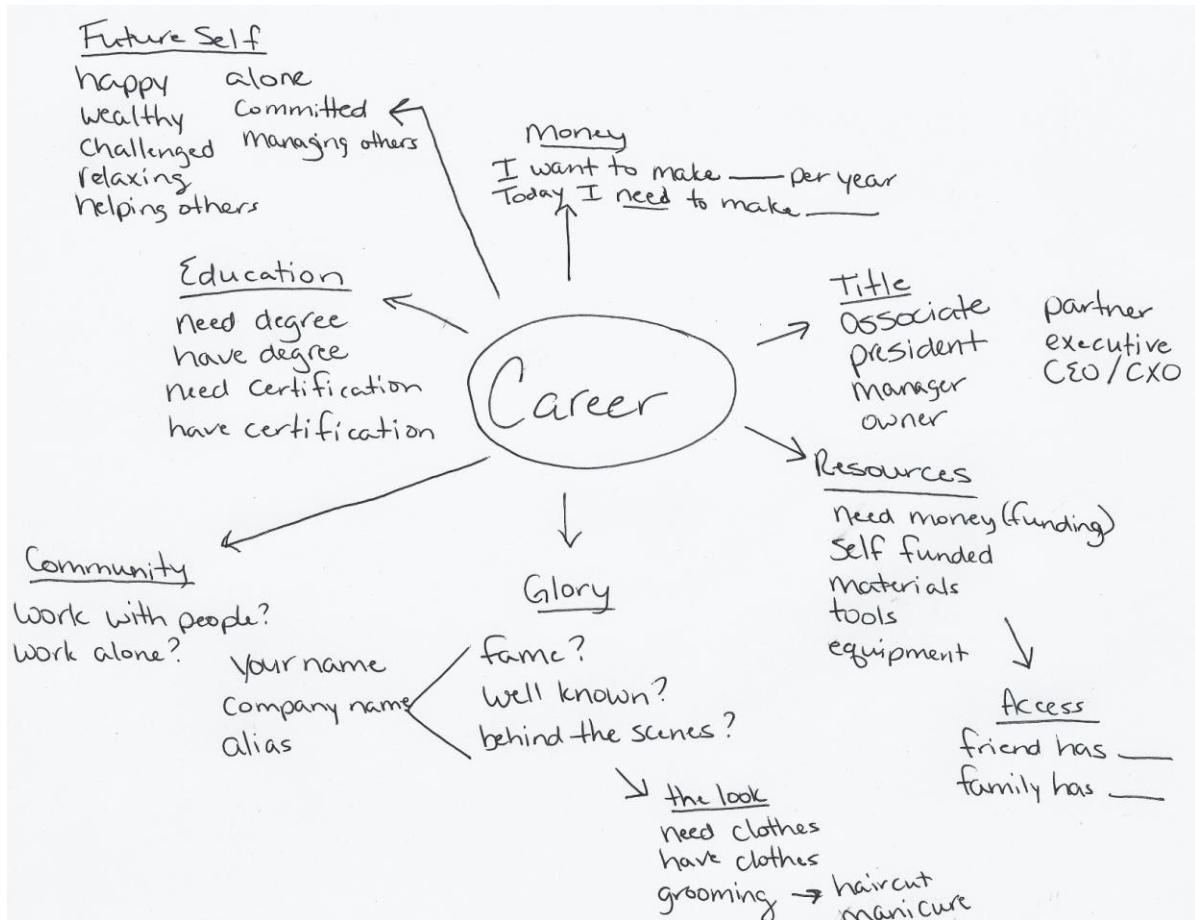 Future Self
happy alone
wealthy committed
challenged managing others
relaxing
helping others
Money
I want to make ____ per year
Today I need to make ____
Education
need degree
have degree
need certification
have certification
Career
Title
associate partner
president executive
manager CEO/CXO
owner
Resources
need money (funding)
self funded
materials
tools
equipment
Access
friend has ____
family has ____
Community
work with people?
work alone?
Glory
fame?
well known?
behind the scenes?
your name
company name
alias
the look
need clothes
have clothes
grooming → haircut
manicure